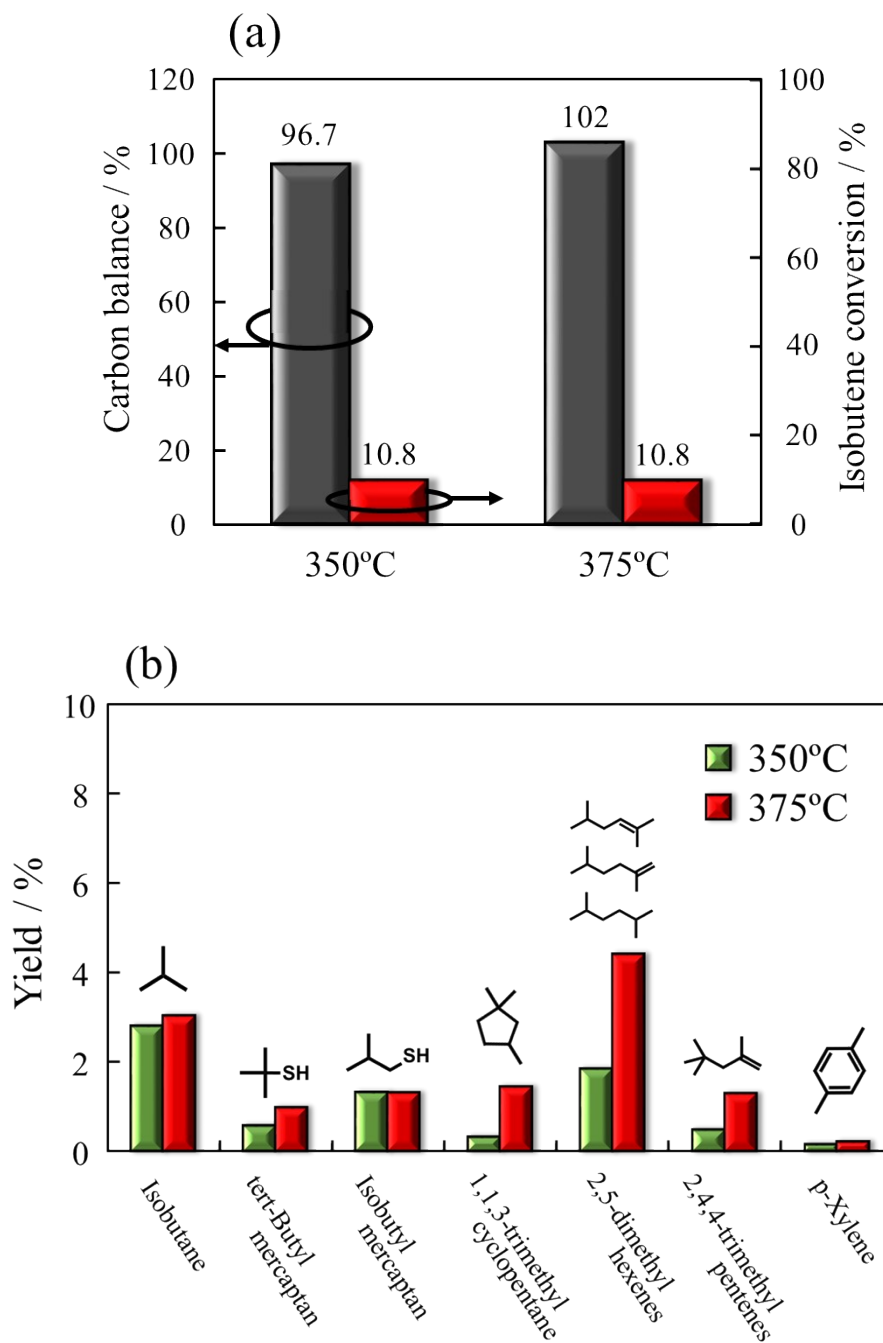 (a)
120
100
80
60
40
20
0
Carbon balance / %
96.7
10.8
102
10.8
100
80
60
40
20
0
Isobutene conversion / %
350ºC
375ºC
(b)
10
8
6
4
2
0
Yield / %
350ºC
375ºC
SH
SH
Isobutane
tert-Butyl
mercaptan
Isobutyl
mercaptan
1,1,3-trimethyl
cyclopentane
2,5-dimethyl
hexenes
2,4,4-trimethyl
pentenes
p-Xylene